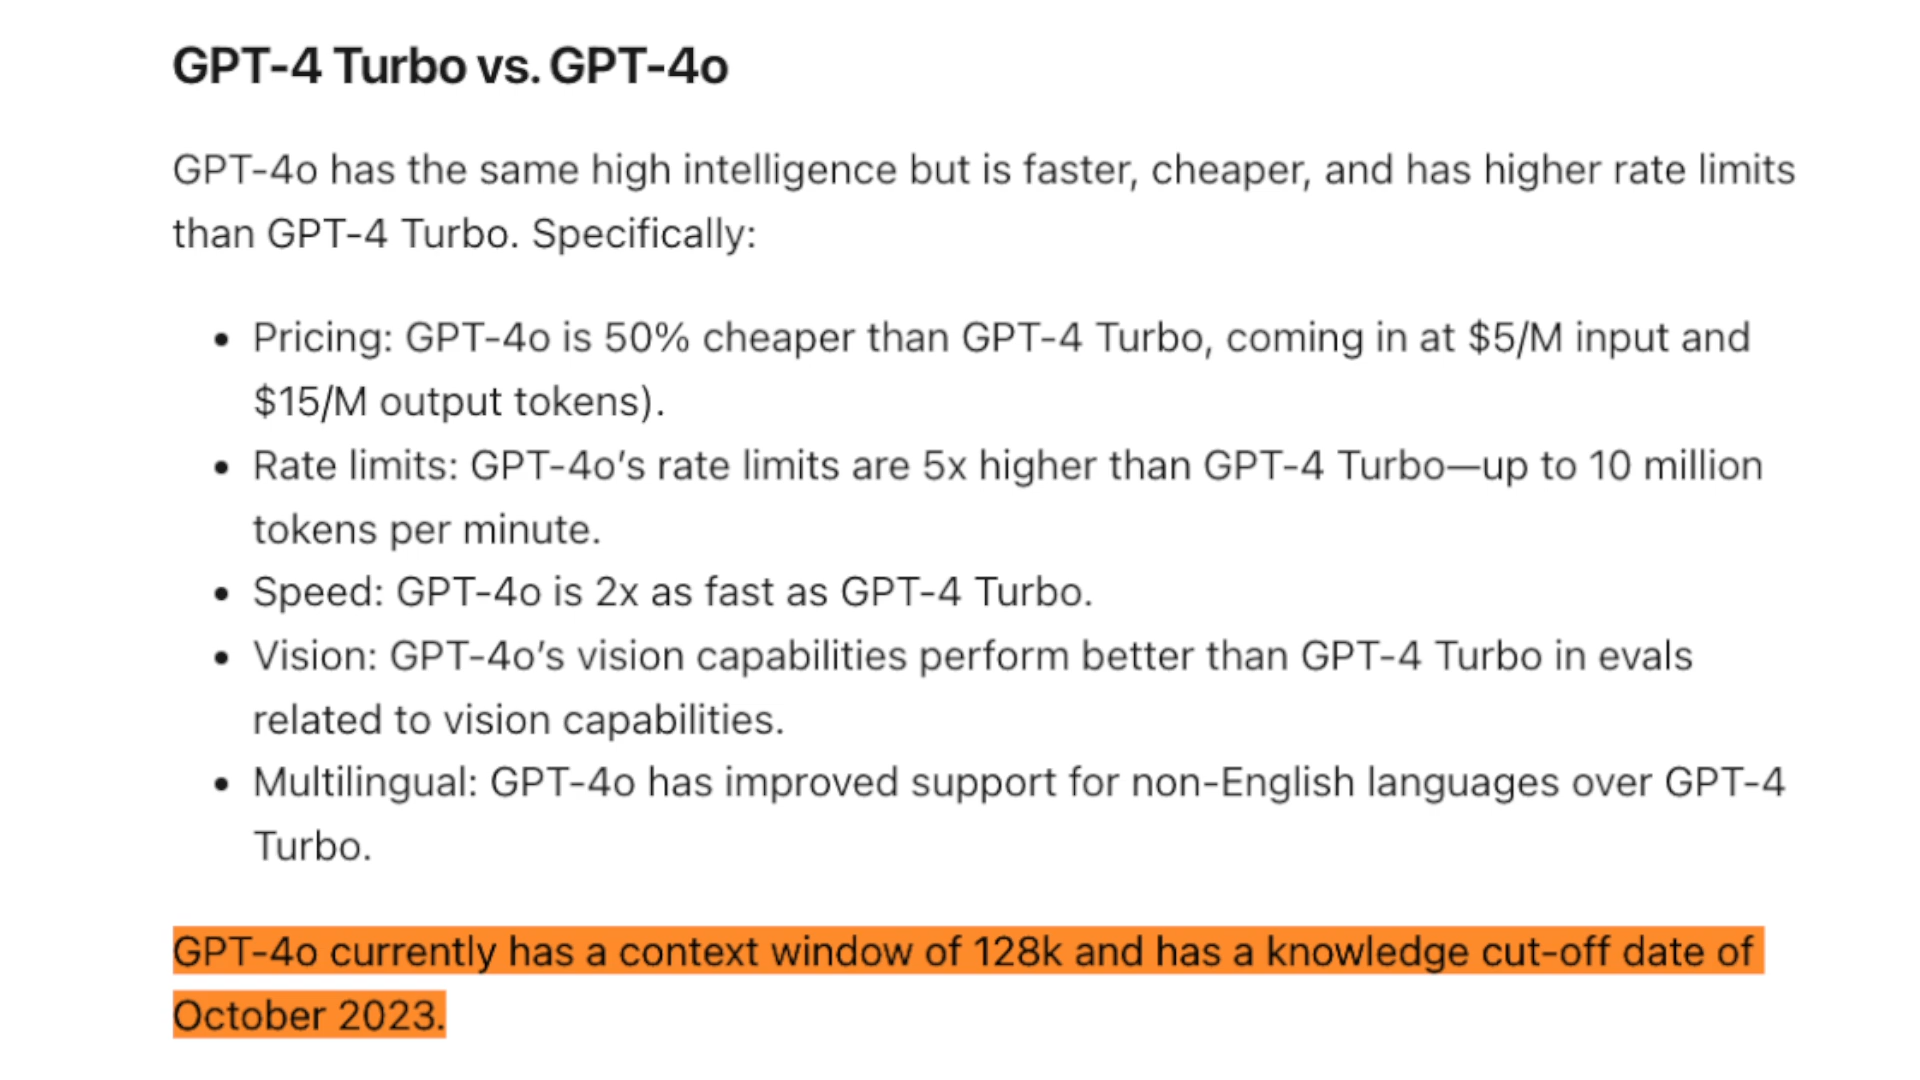 GPT-4 Turbo vs. GPT-4o
GPT-4o has the same high intelligence but is faster, cheaper, and has higher rate limits
than GPT-4 Turbo. Specifically:
• Pricing: GPT-4o is 50% cheaper than GPT-4 Turbo, coming in at $5/M input and
$15/M output tokens).
• Rate limits: GPT-4o’s rate limits are 5x higher than GPT-4 Turbo—up to 10 million
tokens per minute.
• Speed: GPT-4o is 2x as fast as GPT-4 Turbo.
• Vision: GPT-4o’s vision capabilities perform better than GPT-4 Turbo in evals
related to vision capabilities.
• Multilingual: GPT-4o has improved support for non-English languages over GPT-4
Turbo.
GPT-4o currently has a context window of 128k and has a knowledge cut-off date of
October 2023.